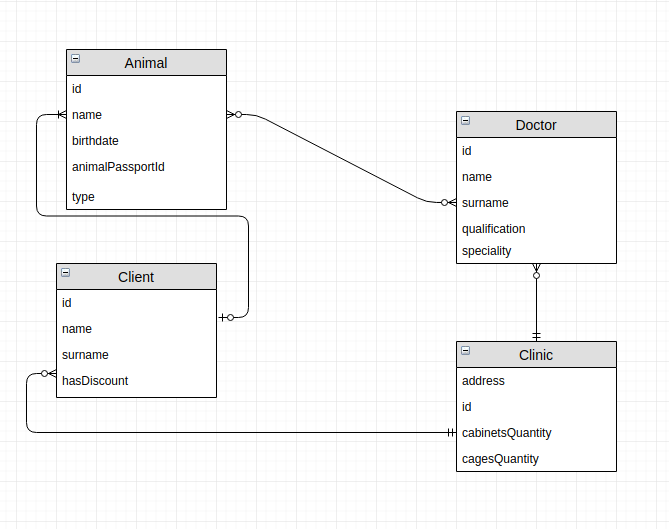 Animal
id
name
birthdate
animalPassportId
type
Doctor
id
name
surname
qualification
speciality
Client
id
name
surname
hasDiscount
Clinic
address
id
cabinetsQuantity
cagesQuantity